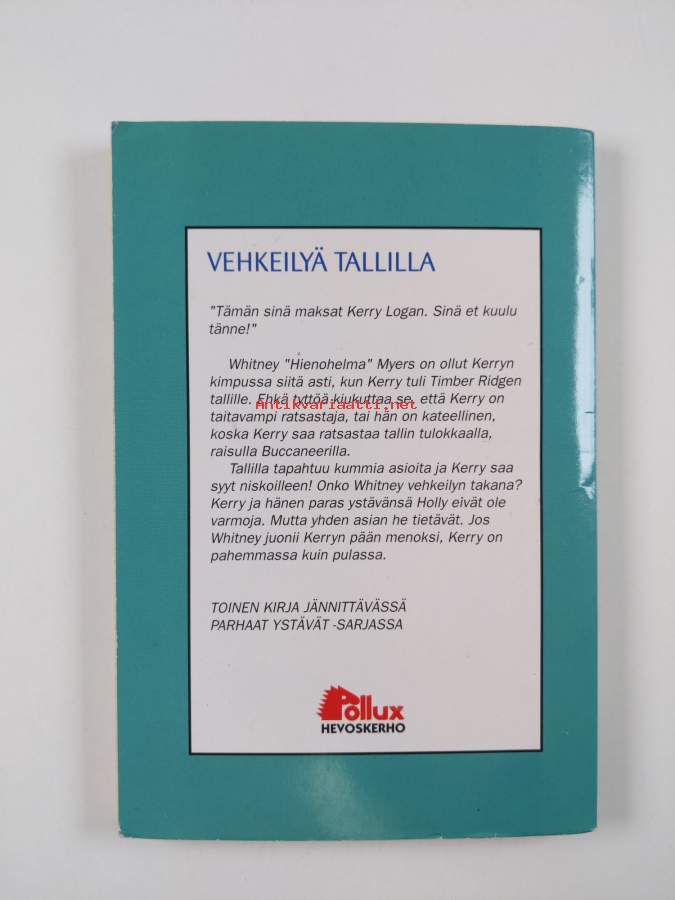 VEHKEILYÄ TALLILLA
"Tämän sinä maksat Kerry Logan. Sinä et kuulu
tänne!"
Whitney "Hienohelma" Myers on ollut Kerryn
kimpussa siitä asti, kun Kerry tuli Timber Ridgen
tallille. Ehkä tyttöä kiukuttaa se, että Kerry on
Antikvariaatti.net
taitavampi ratsastaja, tai hän on kateellinen,
koska Kerry saa ratsastaa tallin tulokkaalla,
raisulla Buccaneerilla.
Tallilla tapahtuu kummia asioita ja Kerry saa
syyt niskoilleen! Onko Whitney vehkeilyn takana?
Kerry ja hänen paras ystävänsä Holly eivät ole
varmoja. Mutta yhden asian he tietävät. Jos
Whitney juonii Kerryn pään menoksi, Kerry on
pahemmassa kuin pulassa.
TOINEN KIRJA JÄNNITTÄVÄSSÄ
PARHAAT YSTÄVÄT -SARJASSA
Pollux
HEVOSKERHO